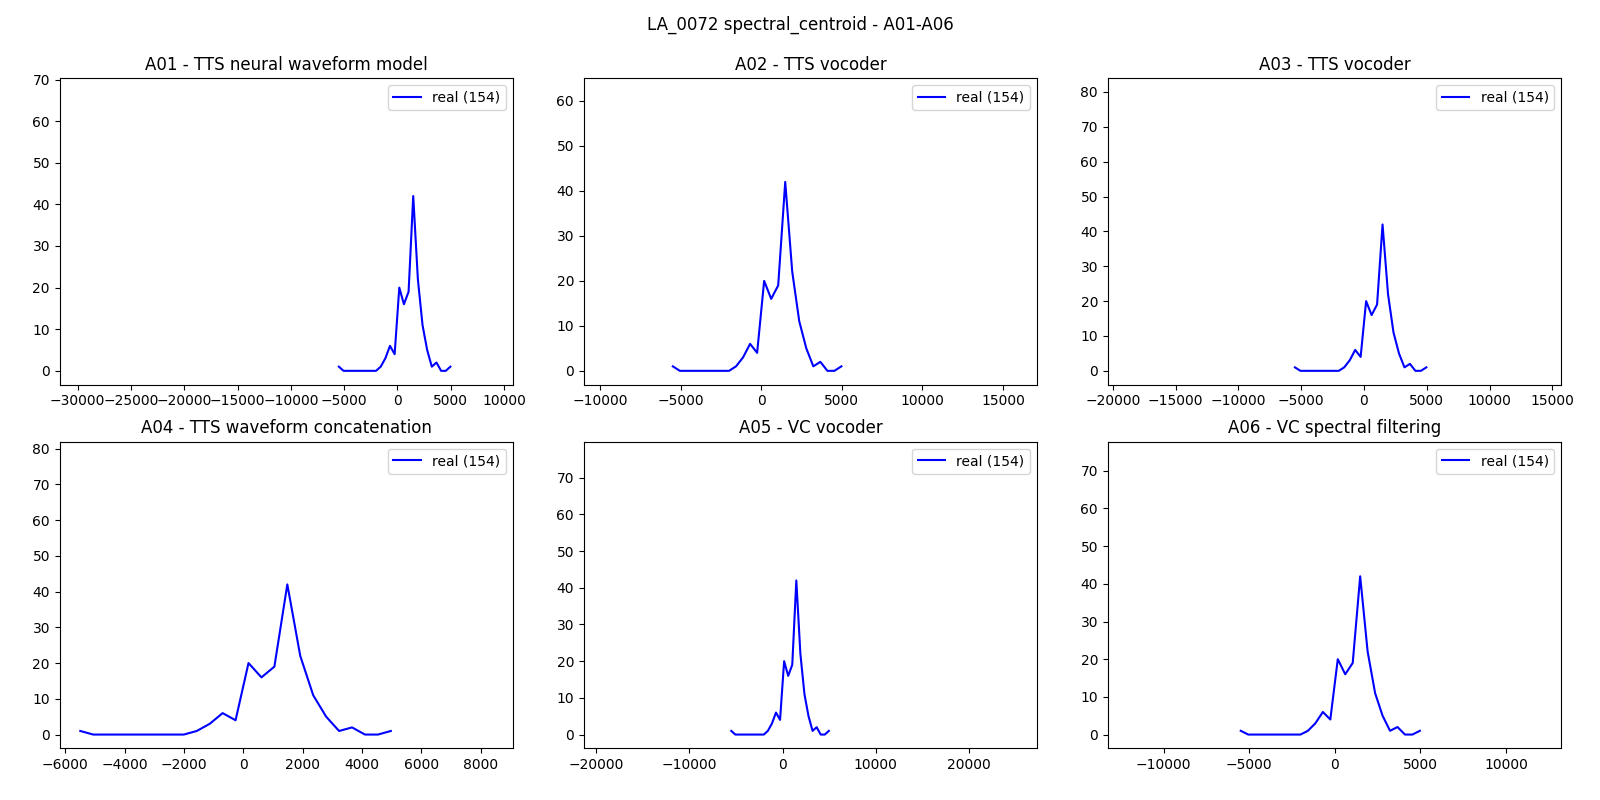 LA_0072 spectral_centroid - A01-A06
A01 - TTS neural waveform model
real (154)
70
60
50
40
30
20
10
0
−30000 −25000 −20000 −15000 −10000 −5000 0 5000 10000
A02 - TTS vocoder
real (154)
60
50
40
30
20
10
0
−10000 −5000 0 5000 10000 15000
A03 - TTS vocoder
real (154)
80
70
60
50
40
30
20
10
0
−20000 −15000 −10000 −5000 0 5000 10000 15000
A04 - TTS waveform concatenation
real (154)
80
70
60
50
40
30
20
10
0
−6000 −4000 −2000 0 2000 4000 6000 8000
A05 - VC vocoder
real (154)
70
60
50
40
30
20
10
0
−20000 −10000 0 10000 20000
A06 - VC spectral filtering
real (154)
70
60
50
40
30
20
10
0
−10000 −5000 0 5000 10000